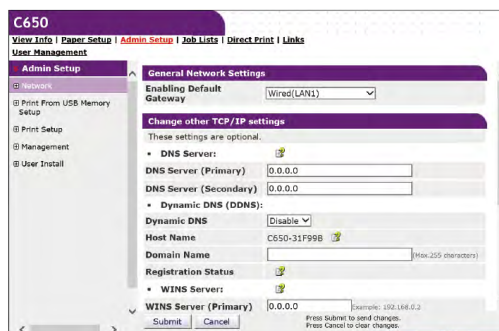 C650
View Info | Paper Setup | Admin Setup | Job Lists | Direct Print | Links
User Management
Admin Setup
Network
Print From USB Memory
Setup
Print Setup
Management
User Install
General Network Settings
Enabling Default
Gateway
Wired(LAN1)
Change other TCP/IP settings
These settings are optional.
DNS Server:
DNS Server (Primary) 0.0.0.0
DNS Server (Secondary) 0.0.0.0
Dynamic DNS (DDNS):
Dynamic DNS Disable
Host Name C650-31F99B
Domain Name (Max.255 characters)
Registration Status
WINS Server:
WINS Server (Primary) 0.0.0.0 Example: 192.168.0.2
Submit Cancel
Press Submit to send changes.
Press Cancel to clear changes.